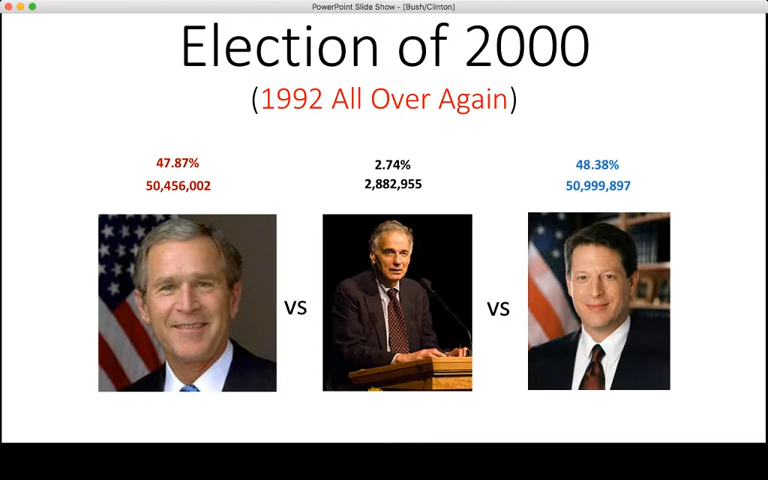 PowerPoint Slide Show - [Bush/Clinton]
Election of 2000
(1992 All Over Again)
47.87%
50,456,002
2.74%
2,882,955
48.38%
50,999,897
vs
vs